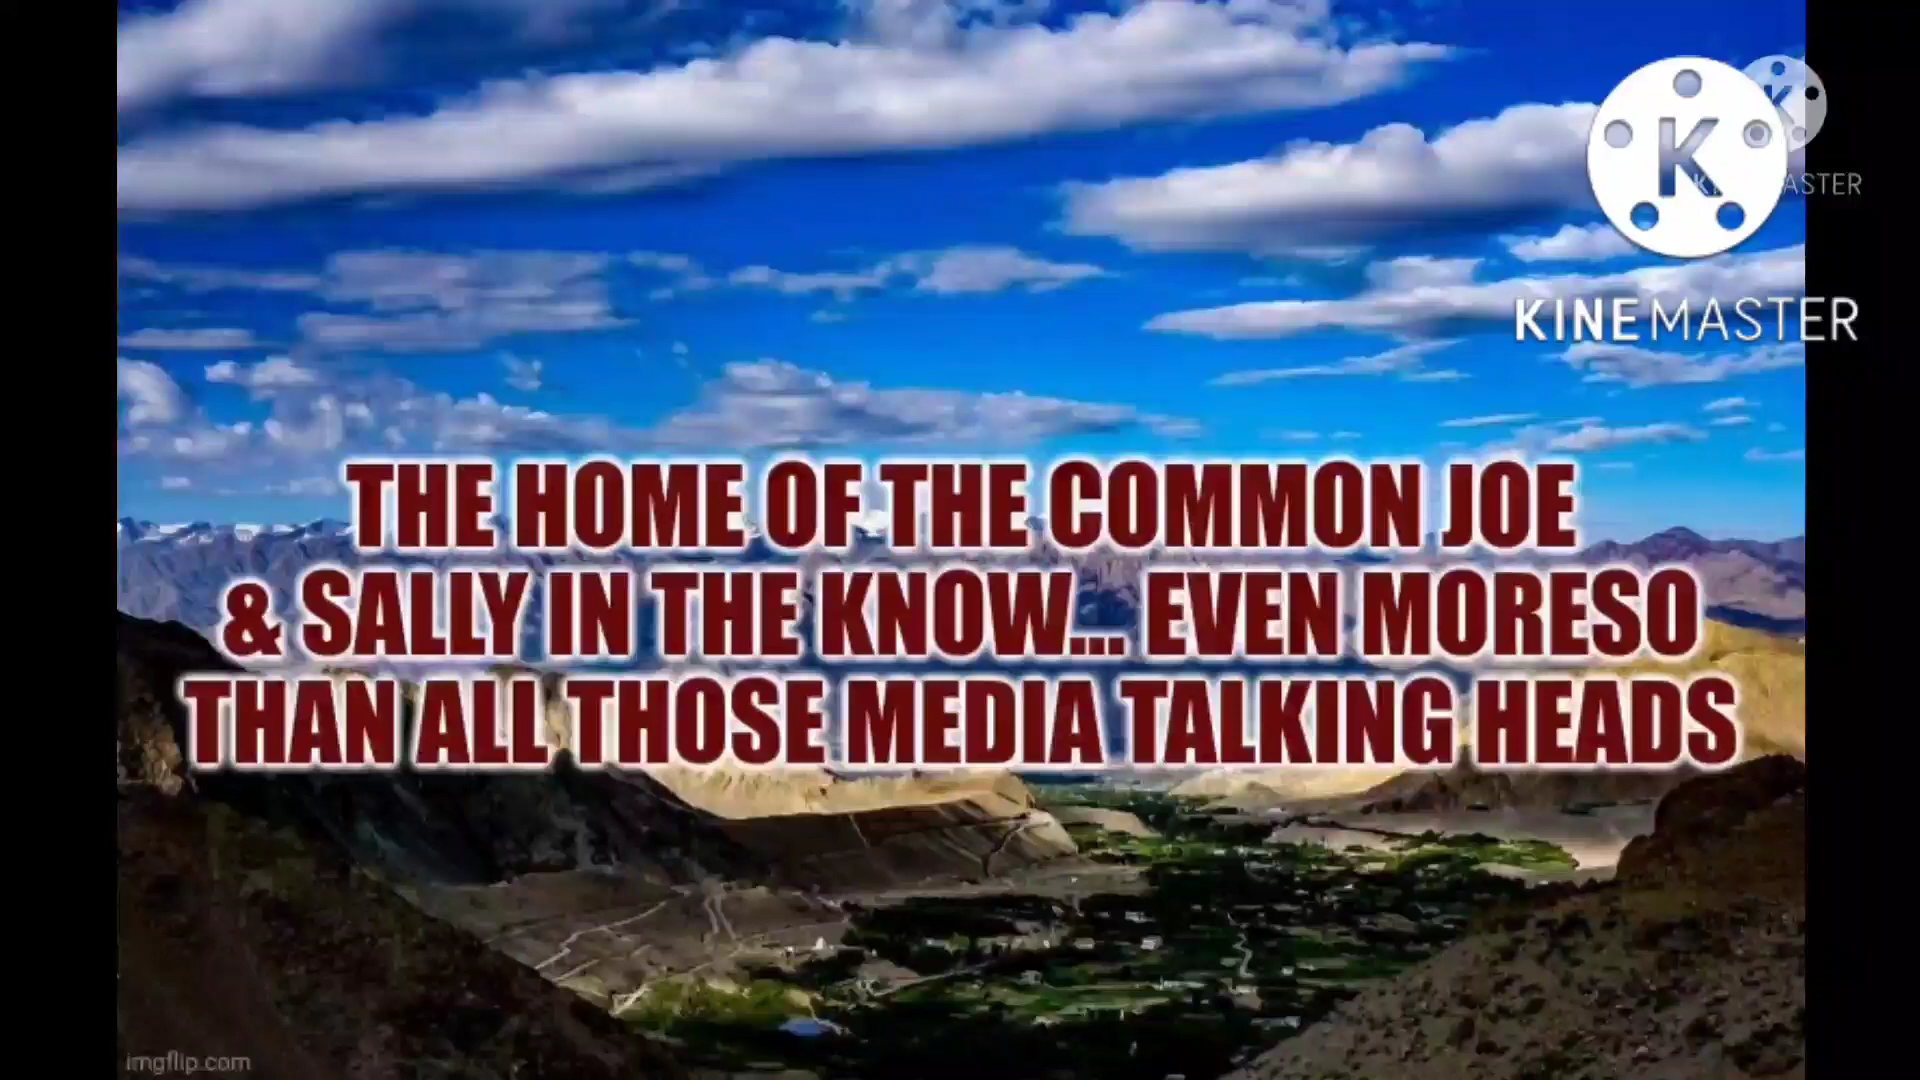 K
KINEMASTER
THE HOME OF THE COMMON JOE
& SALLY IN THE KNOW... EVEN MORESO
THAN ALL THOSE MEDIA TALKING HEADS
imgflip.com